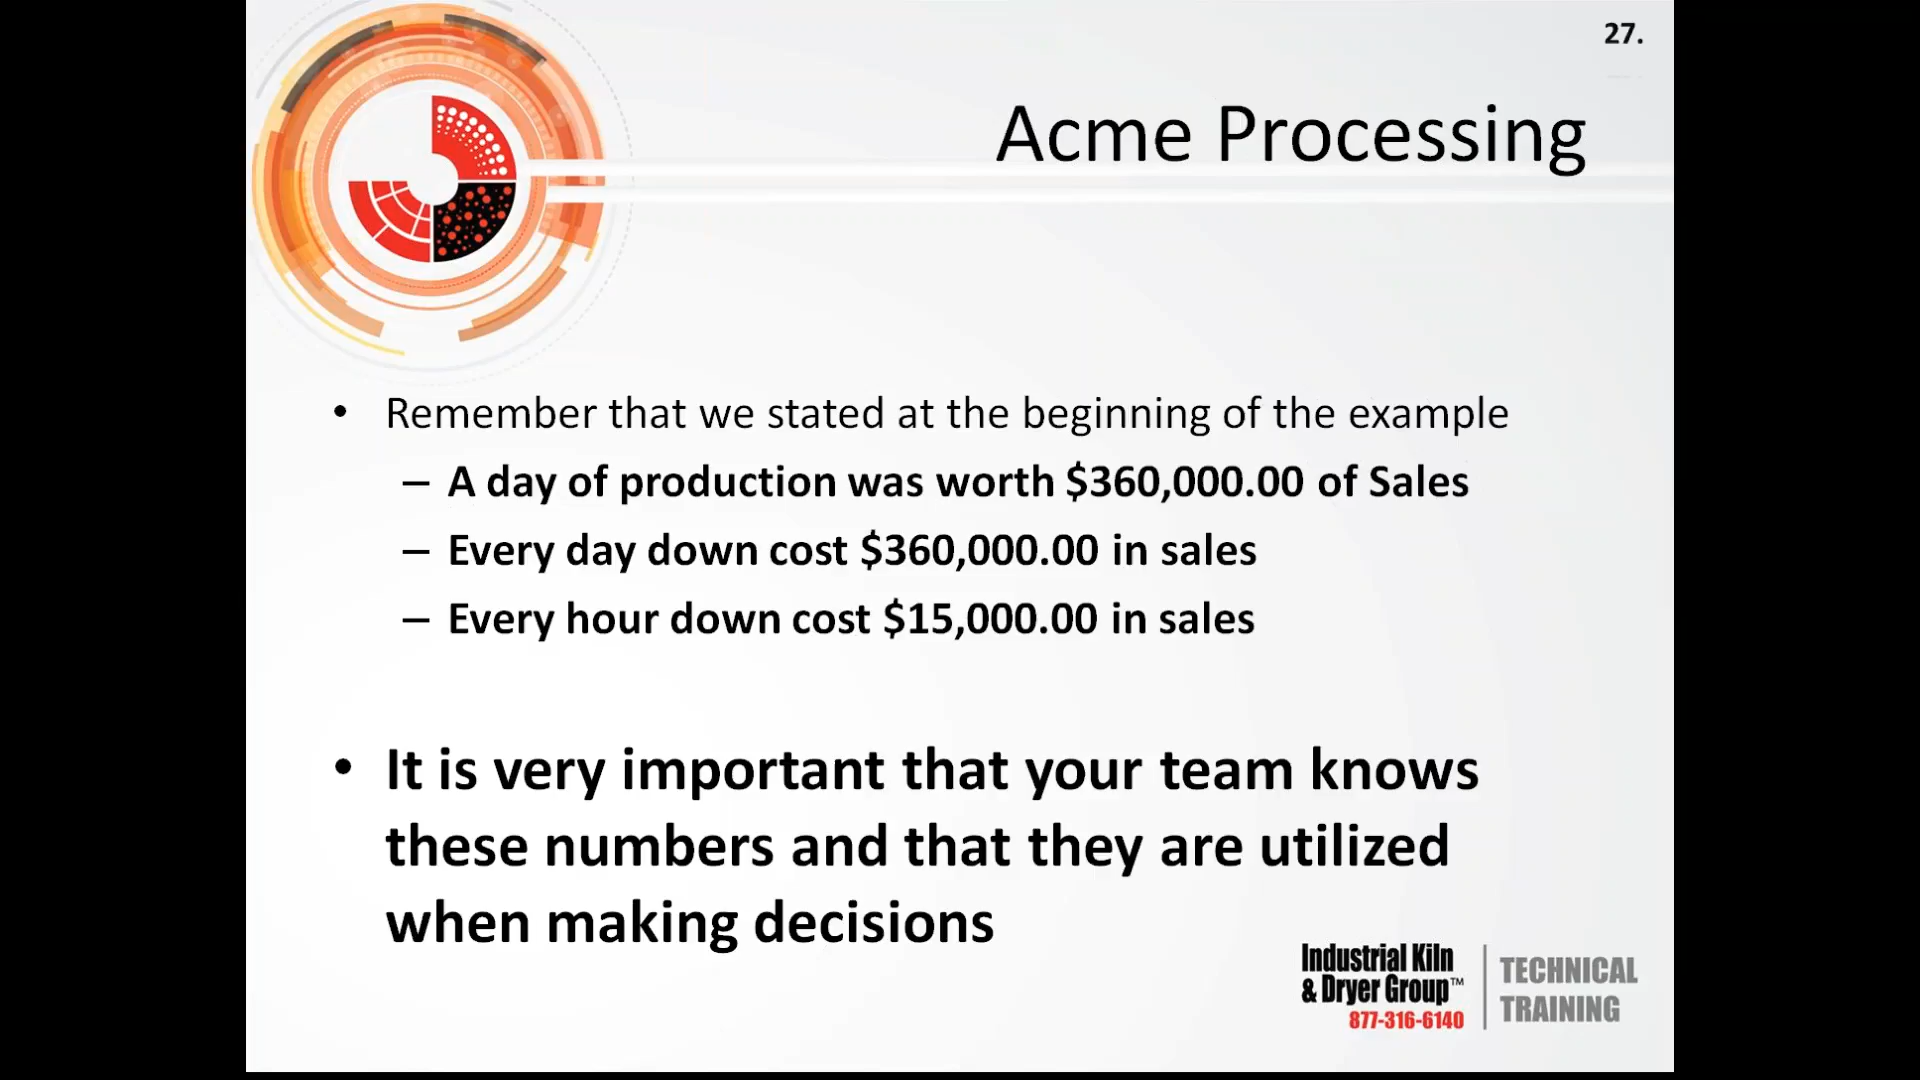 27.
Acme Processing
• Remember that we stated at the beginning of the example
– A day of production was worth $360,000.00 of Sales
– Every day down cost $360,000.00 in sales
– Every hour down cost $15,000.00 in sales
• It is very important that your team knows
these numbers and that they are utilized
when making decisions
Industrial Kiln
& Dryer Group™
877-316-6140
TECHNICAL
TRAINING